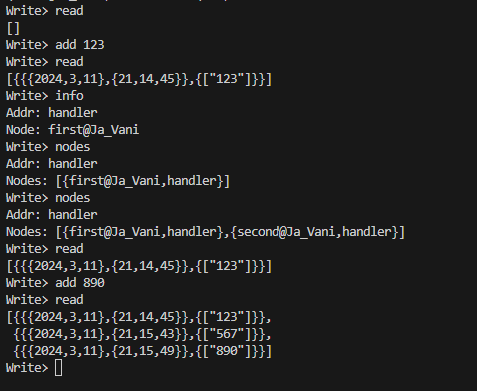 Write> read
[]
Write> add 123
Write> read
[{{{2024,3,11},{21,14,45}},{["123"]}}]
Write> info
Addr: handler
Node: first@Ja_Vani
Write> nodes
Addr: handler
Nodes: [{first@Ja_Vani,handler}]
Write> nodes
Addr: handler
Nodes: [{first@Ja_Vani,handler},{second@Ja_Vani,handler}]
Write> read
[{{{2024,3,11},{21,14,45}},{["123"]}}]
Write> add 890
Write> read
[{{{2024,3,11},{21,14,45}},{["123"]}},
 {{{2024,3,11},{21,15,43}},{["567"]}},
 {{{2024,3,11},{21,15,49}},{["890"]}}]
Write>